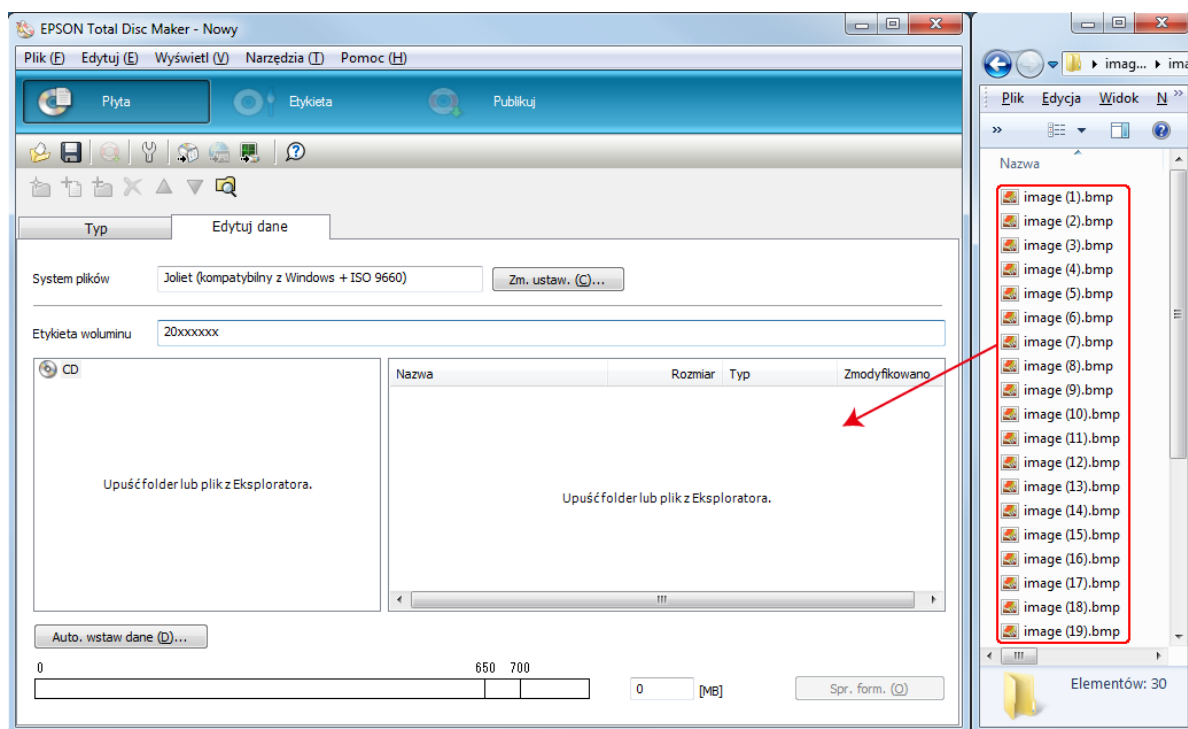 EPSON Total Disc Maker - Nowy
Plik (F) Edytuj (E) Wyświetl (V) Narzędzia (T) Pomoc (H)
Płyta Etykieta Publikuj
Typ Edytuj dane
System plików Joliet (kompatybilny z Windows + ISO 9660) Zm. ustaw. (C)...
Etykieta woluminu 20xxxxxx
CD
Upuść folder lub plik z Eksploratora.
Nazwa Rozmiar Typ Zmodyfikowano
Upuść folder lub plik z Eksploratora.
Auto. wstaw dane (D)...
0 650 700
0 [MB] Spr. form. (O)
imag... ima
Plik Edycja Widok N »
»
Nazwa
image (1).bmp
image (2).bmp
image (3).bmp
image (4).bmp
image (5).bmp
image (6).bmp
image (7).bmp
image (8).bmp
image (9).bmp
image (10).bmp
image (11).bmp
image (12).bmp
image (13).bmp
image (14).bmp
image (15).bmp
image (16).bmp
image (17).bmp
image (18).bmp
image (19).bmp
Elementów: 30